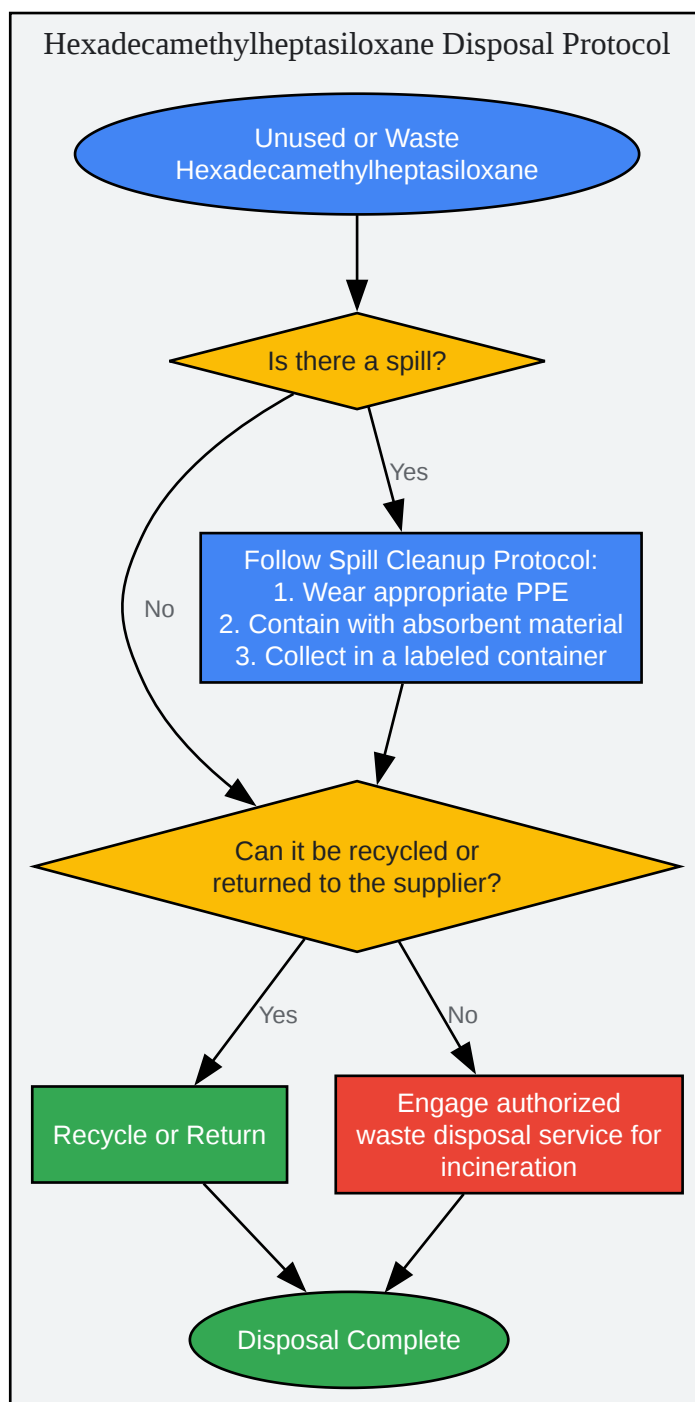 Hexadecamethylheptasiloxane Disposal Protocol
Unused or Waste
Hexadecamethylheptasiloxane
Is there a spill?
Yes
Follow Spill Cleanup Protocol:
1. Wear appropriate PPE
2. Contain with absorbent material
3. Collect in a labeled container
No
Can it be recycled or
returned to the supplier?
Yes
No
Recycle or Return
Engage authorized
waste disposal service for
incineration
Disposal Complete